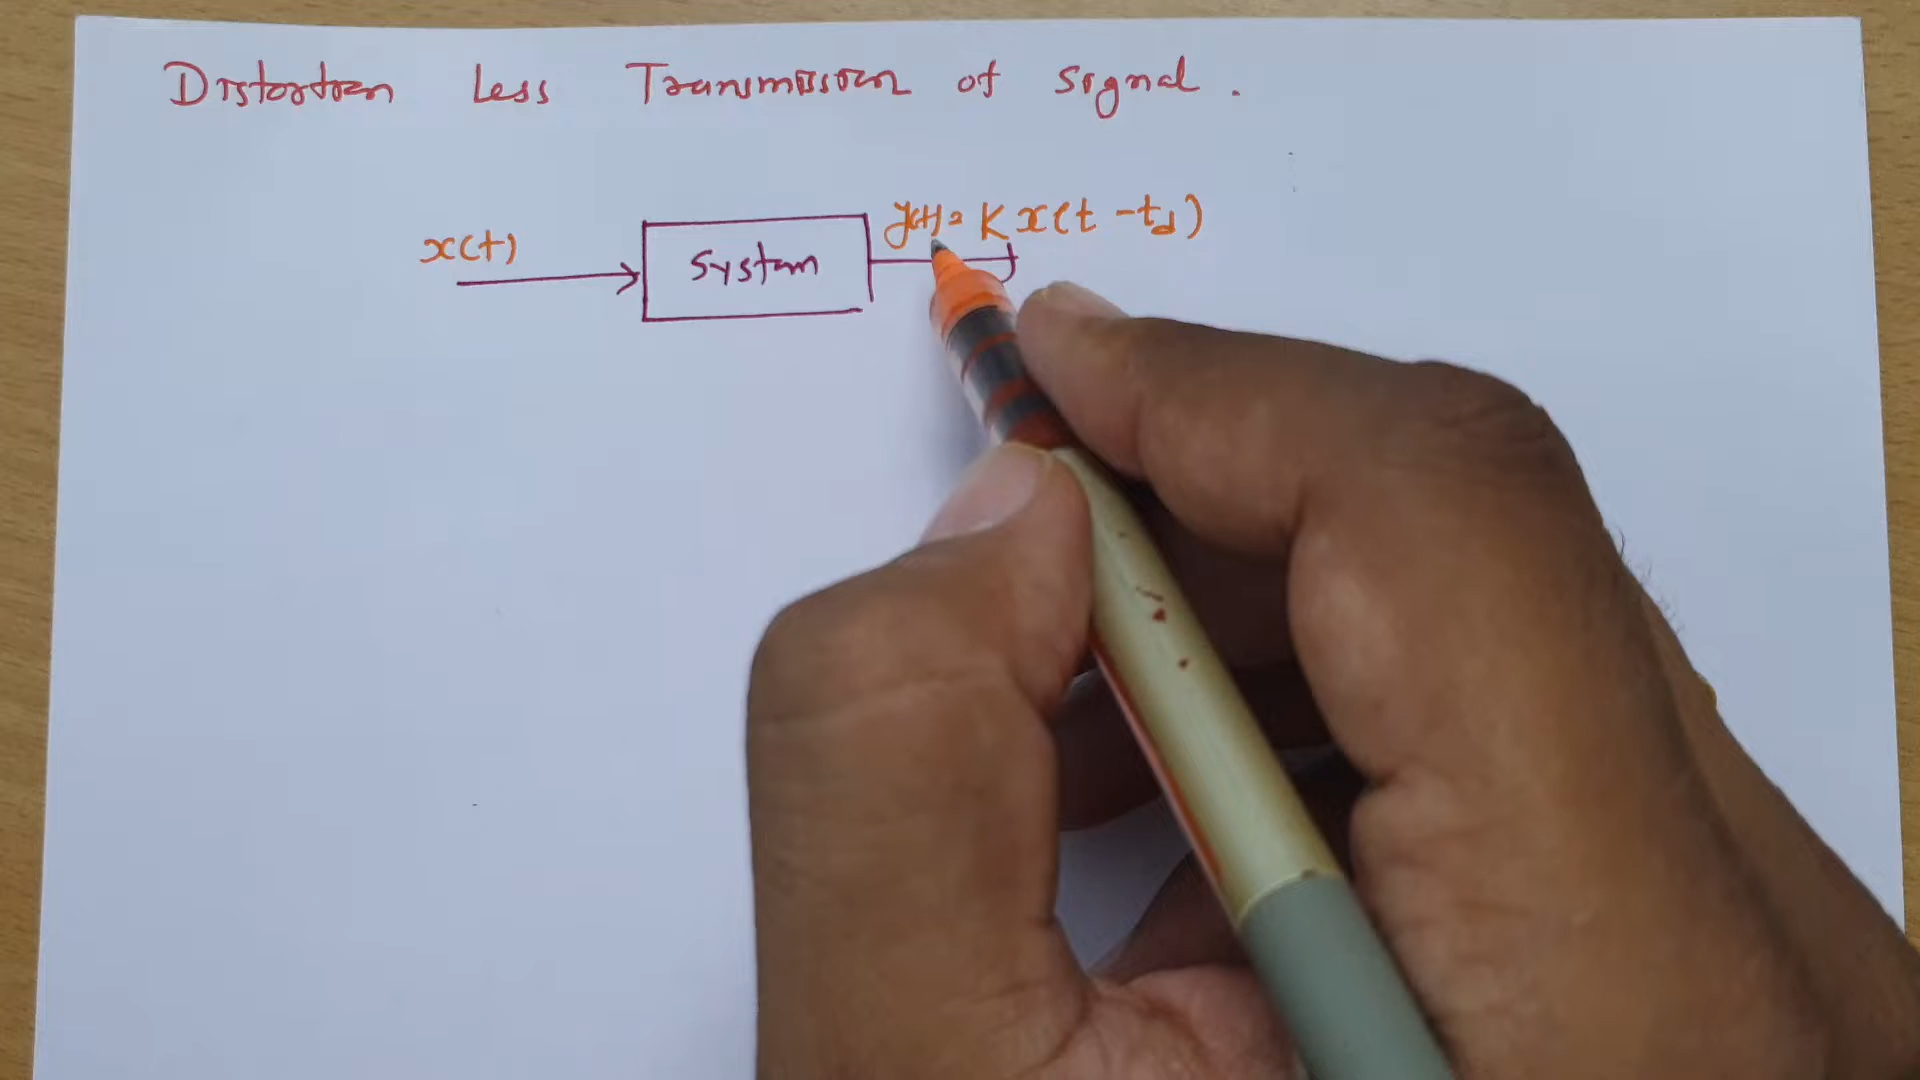 Distortion Less Transmission of signal.
y(t)= K x(t - td)
x(t)
System